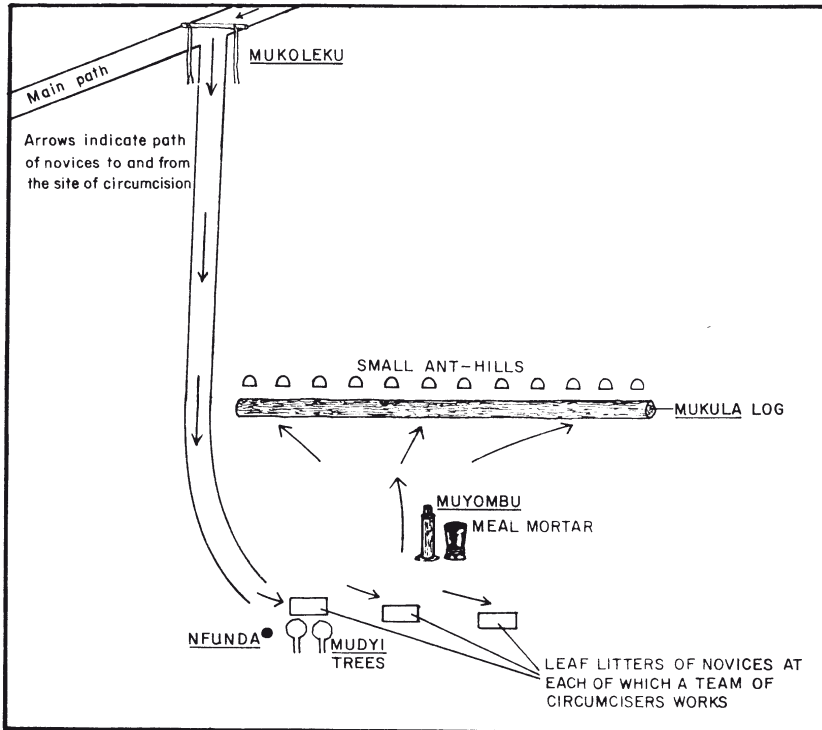 MUKOLEKU
Main path
Arrows indicate path
of novices to and from
the site of circumcision
SMALL ANT-HILLS
MUKULA LOG
MUYOMBU
MEAL MORTAR
NFUNDA
MUDYI
TREES
LEAF LITTERS OF NOVICES AT
EACH OF WHICH A TEAM OF
CIRCUMCISERS WORKS